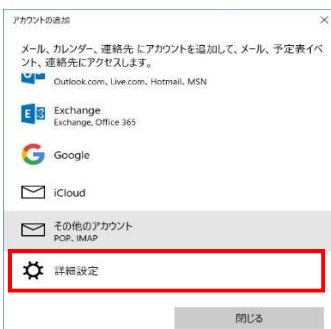 アカウントの追加
メール、カレンダー、連絡先 にアカウントを追加して、メール、予定表イベ
ント、連絡先にアクセスします。
Outlook.com、Live.com、Hotmail、MSN
Exchange
Exchange、Office 365
Google
iCloud
その他のアカウント
POP、IMAP
詳細設定
閉じる